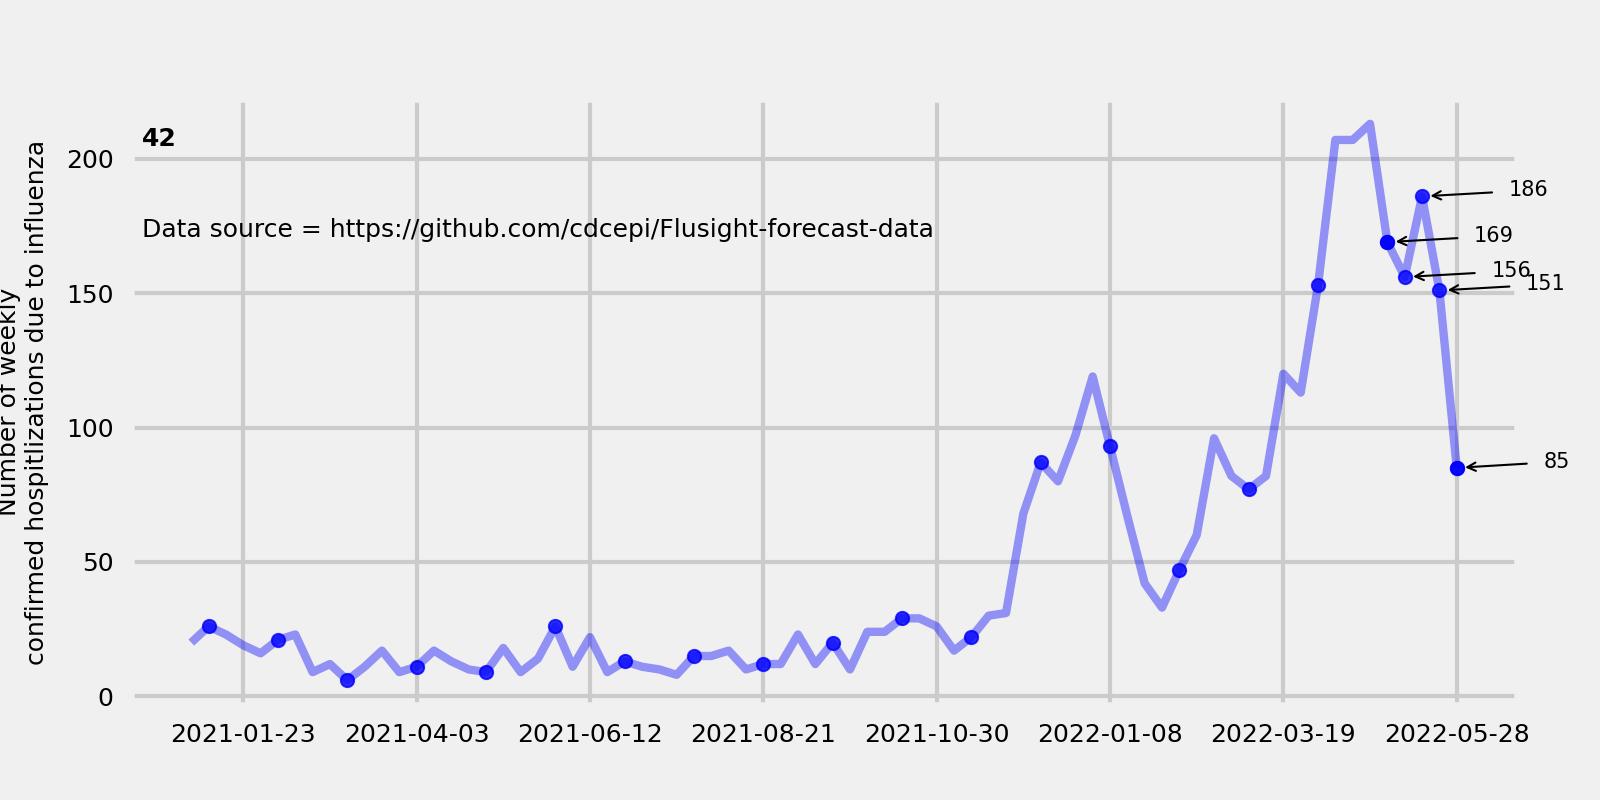 42
Data source = https://github.com/cdcepi/Flusight-forecast-data
Number of weekly
confirmed hospitlizations due to influenza
200
150
100
50
0
186
169
156
151
85
2021-01-23 2021-04-03 2021-06-12 2021-08-21 2021-10-30 2022-01-08 2022-03-19 2022-05-28